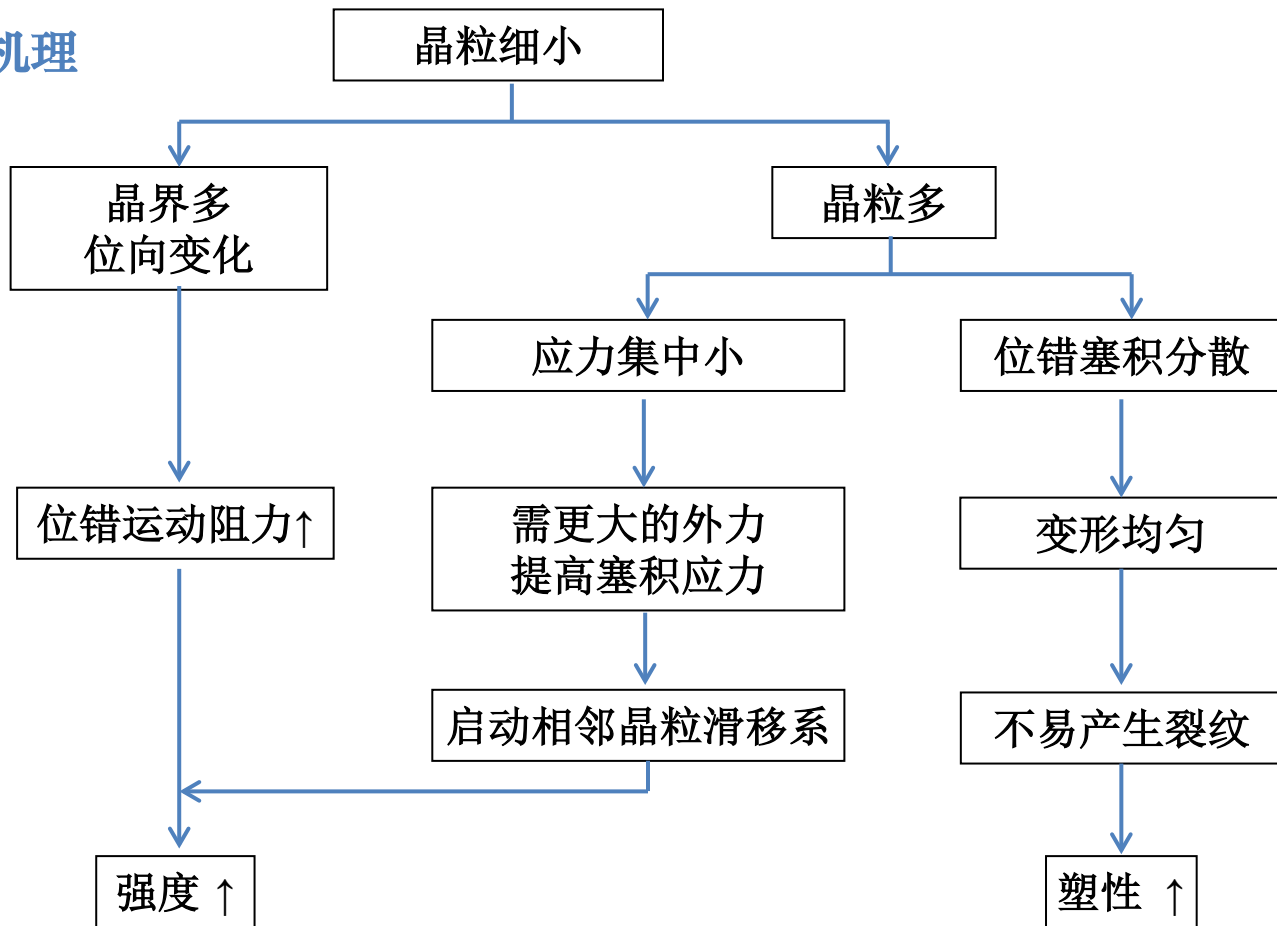 机理
晶粒细小
晶界多
位向变化
晶粒多
应力集中小
位错塞积分散
位错运动阻力↑
需更大的外力
提高塞积应力
变形均匀
启动相邻晶粒滑移系
不易产生裂纹
强度 ↑
塑性 ↑